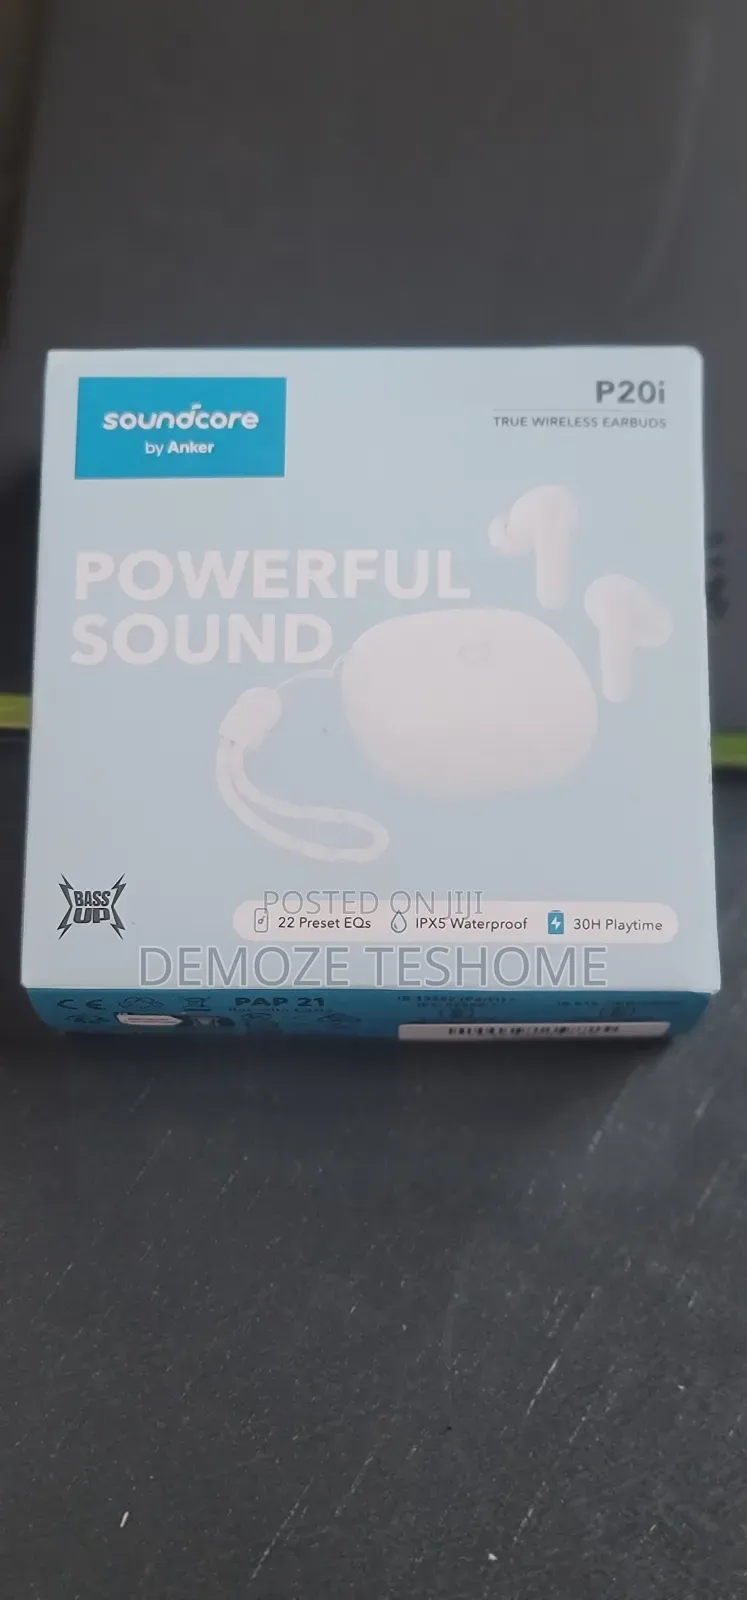 soundcore
by Anker
P20i
TRUE WIRELESS EARBUDS
POWERFUL
SOUND
BASS
UP
22 Preset EQs
IPX5 Waterproof
30H Playtime
POSTED ON JIJI
DEMOZE TESHOME
CE
PAP 21